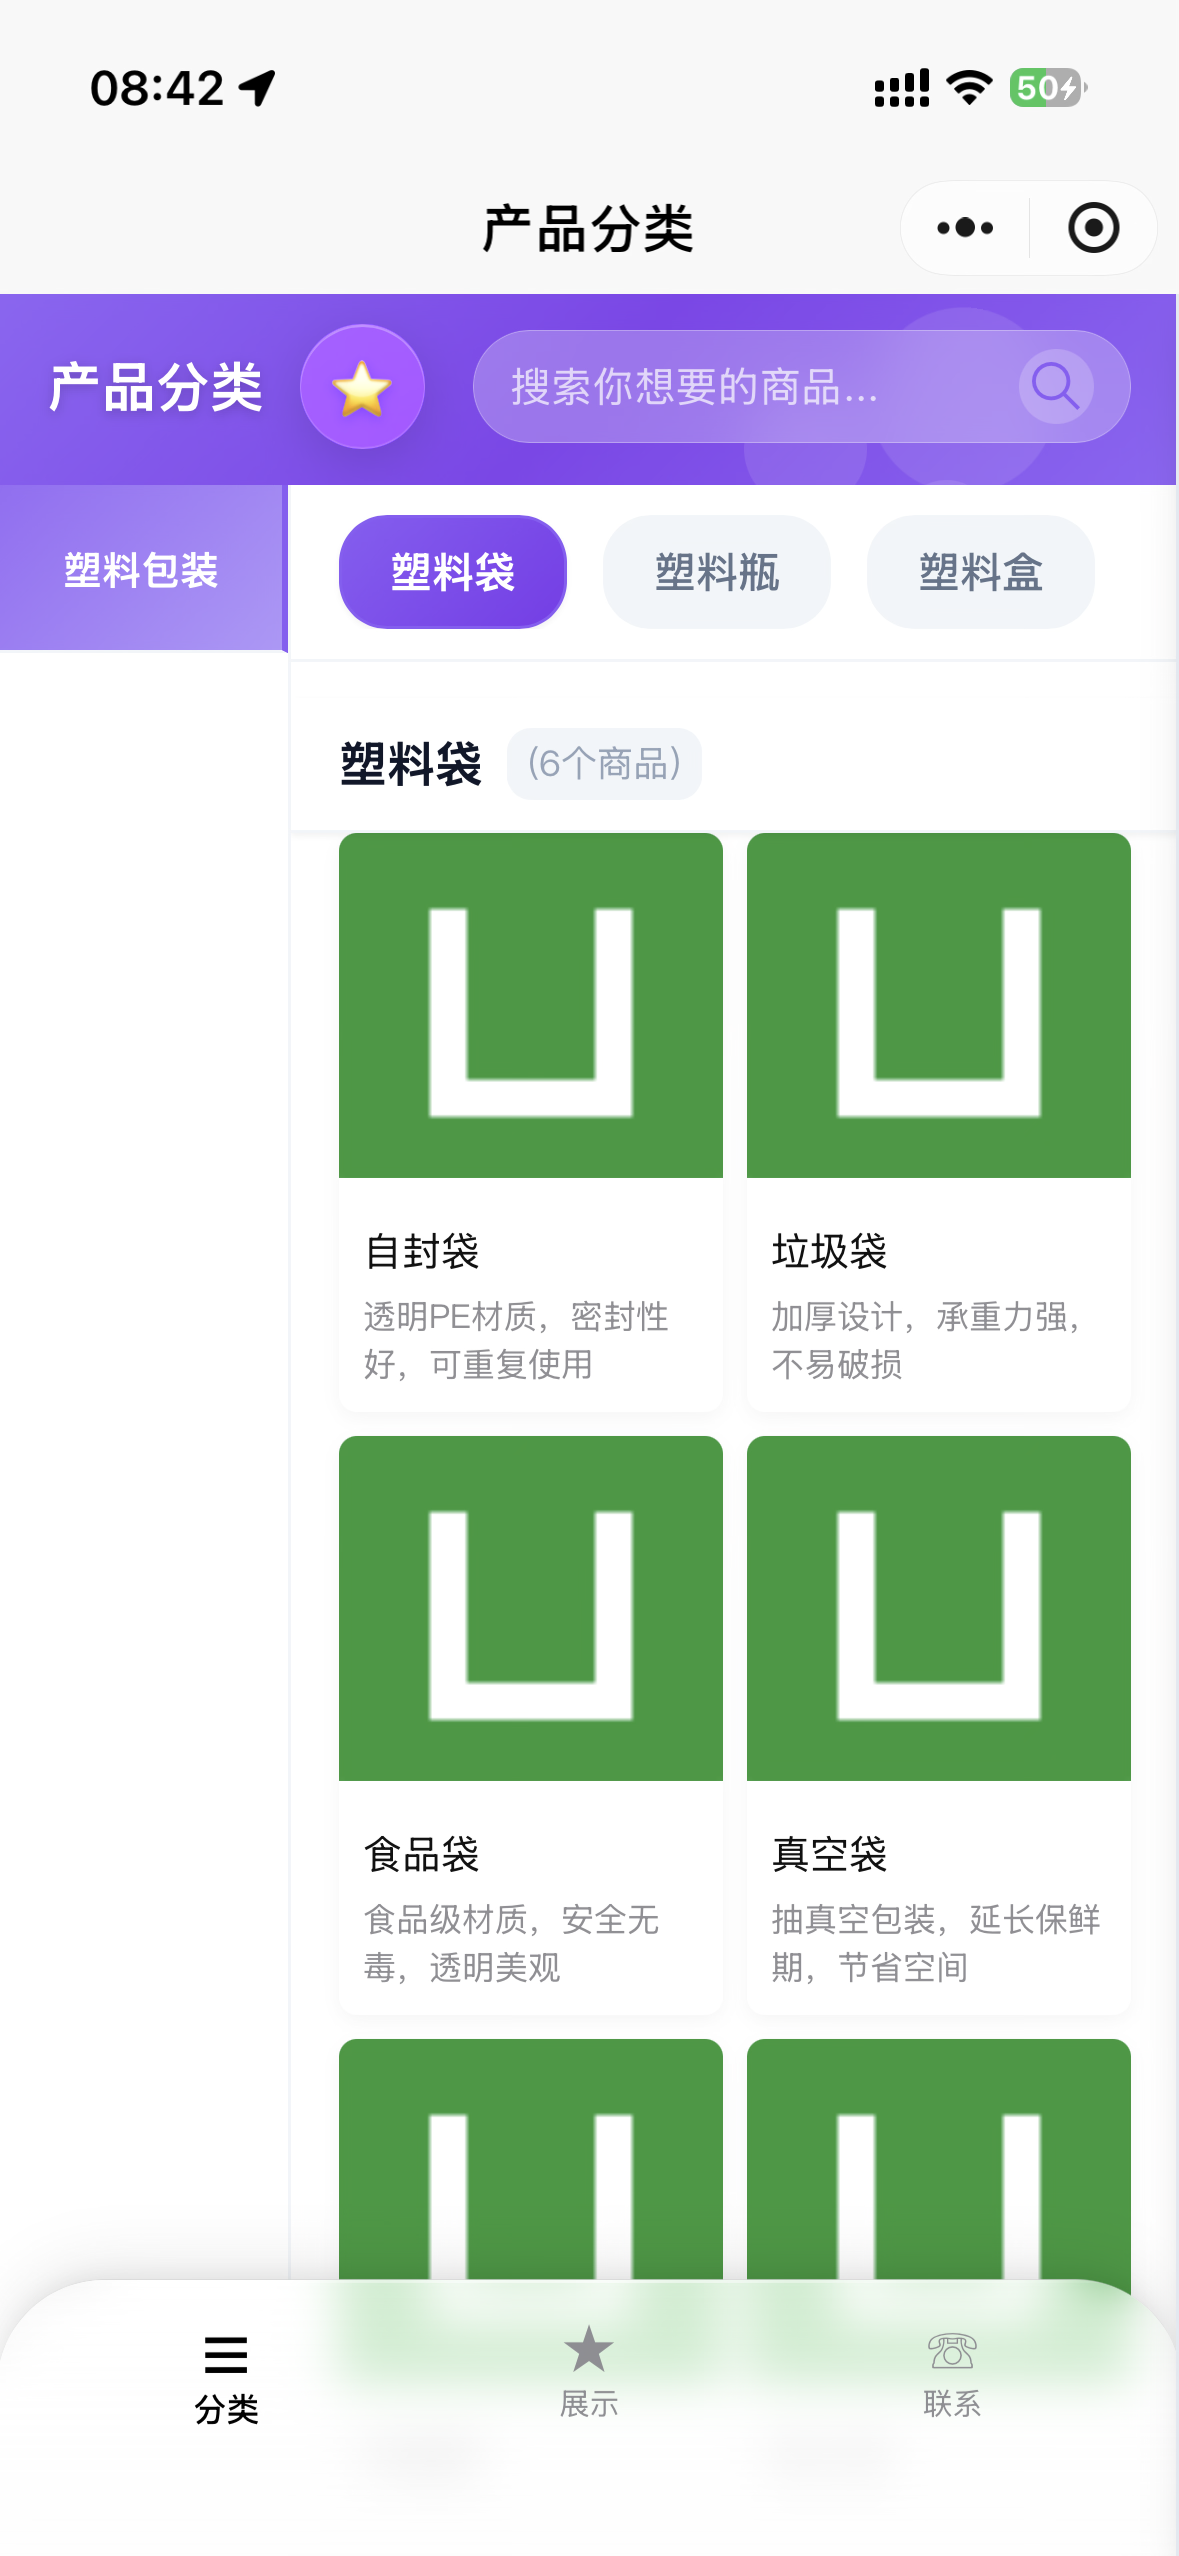 08:42
50
产品分类
产品分类
搜索你想要的商品...
塑料包装
塑料袋
塑料瓶
塑料盒
塑料袋
(6个商品)
自封袋
透明PE材质，密封性
好，可重复使用
垃圾袋
加厚设计，承重力强，
不易破损
食品袋
食品级材质，安全无
毒，透明美观
真空袋
抽真空包装，延长保鲜
期，节省空间
分类
展示
联系